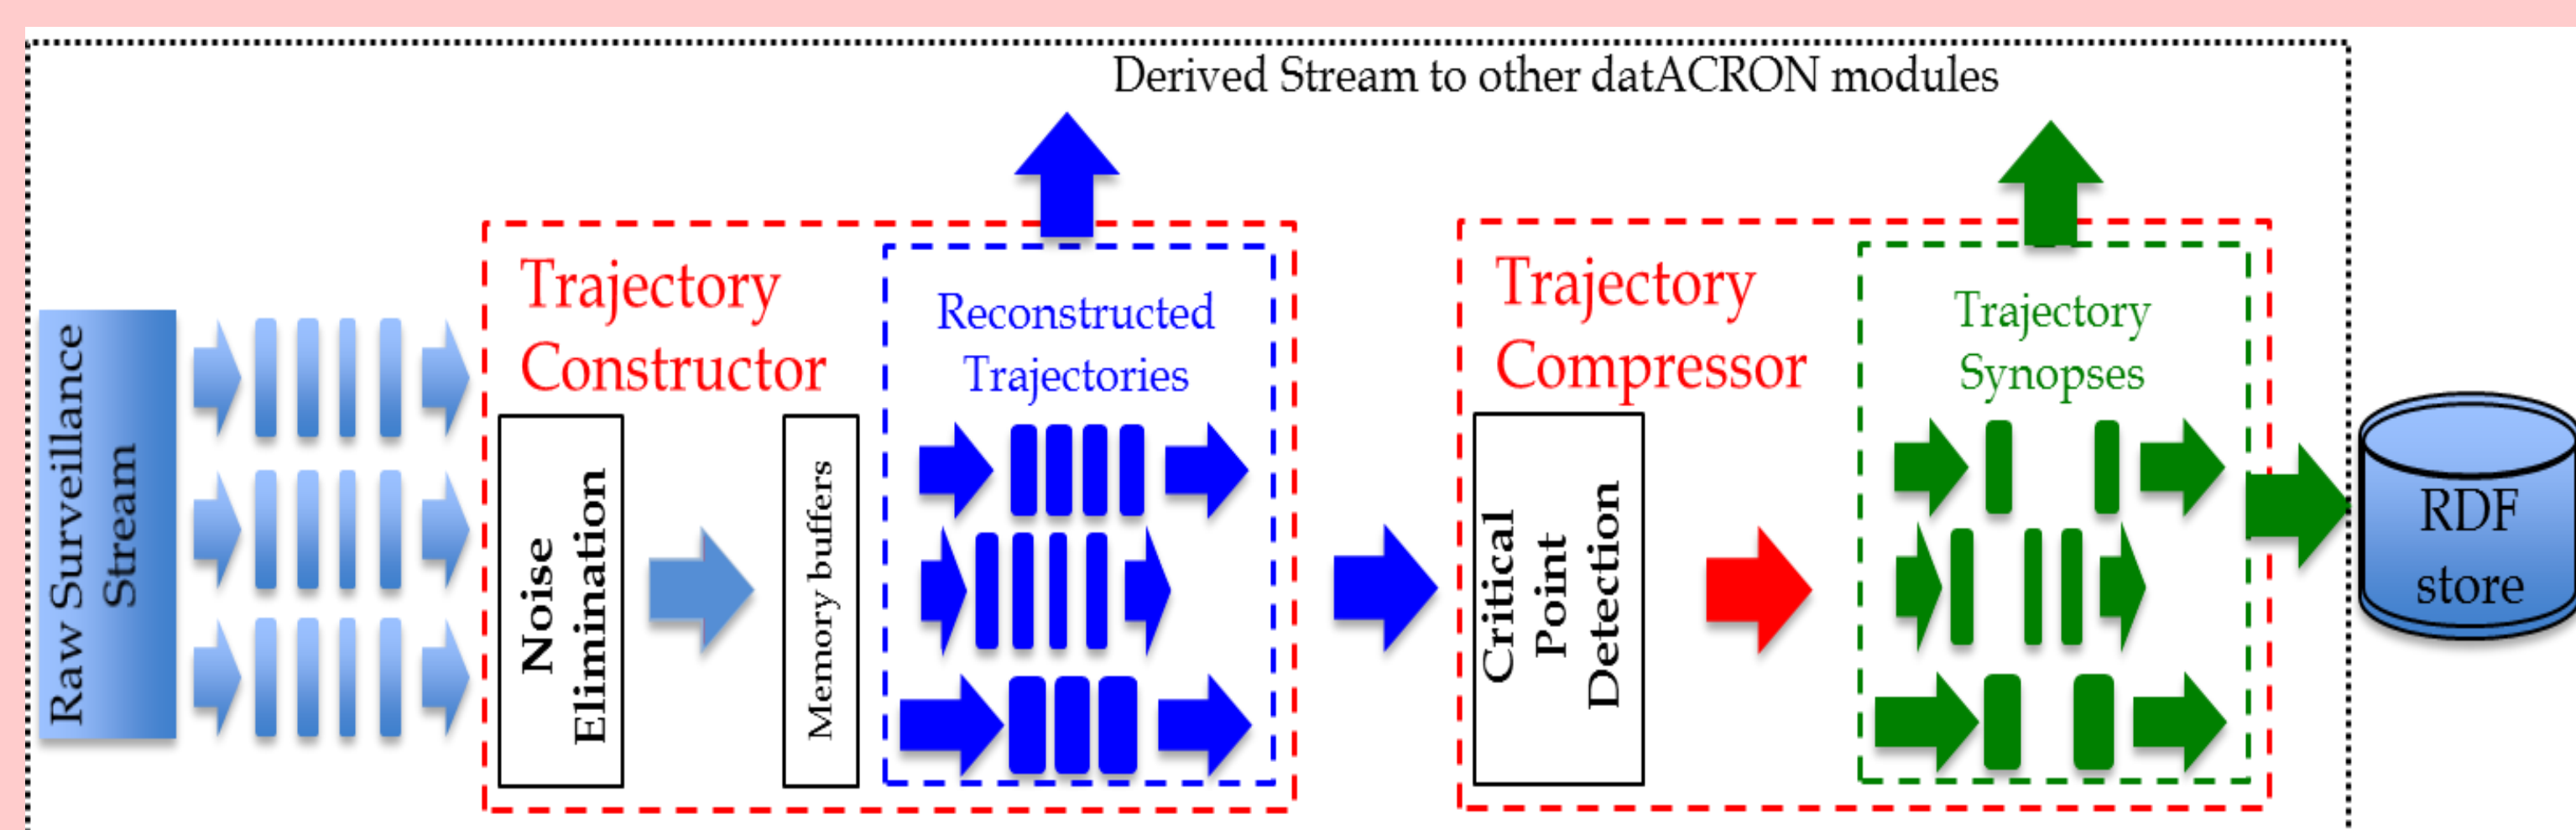 Derived Stream to other datACRON modules
Raw Surveillance
Stream
Trajectory
Constructor
Noise
Elimination
Memory buffers
Reconstructed
Trajectories
Trajectory
Compressor
Critical
Point
Detection
Trajectory
Synopses
RDF
store